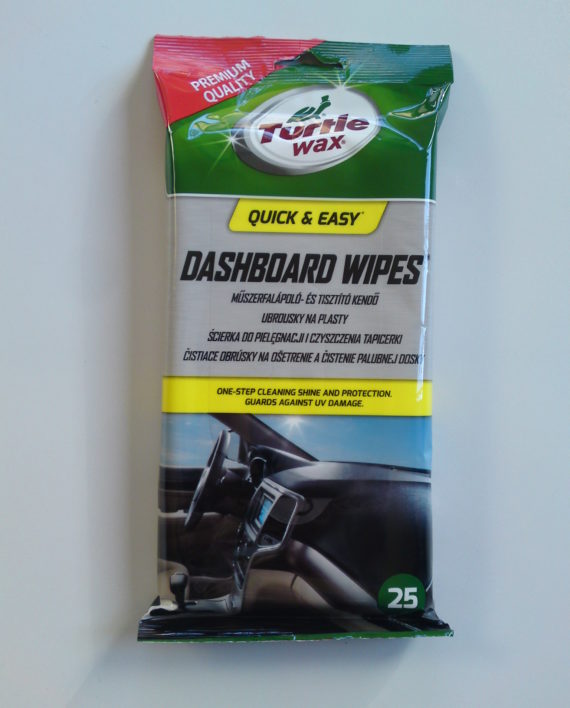 PREMIUM
QUALITY
Turtle
wax®
QUICK & EASY™
DASHBOARD WIPES
MŰSZERFALÁPOLÓ- ÉS TISZTÍTÓ KENDŐ
UBROUSKY NA PLASTY
ŚCIERKA DO PIELĘGNACJI I CZYSZCZENIA TAPICERKI
ČISTIACE OBRÚSKY NA OŠETRENIE A ČISTENIE PALUBNEJ DOSKY
ONE-STEP CLEANING SHINE AND PROTECTION.
GUARDS AGAINST UV DAMAGE.
25